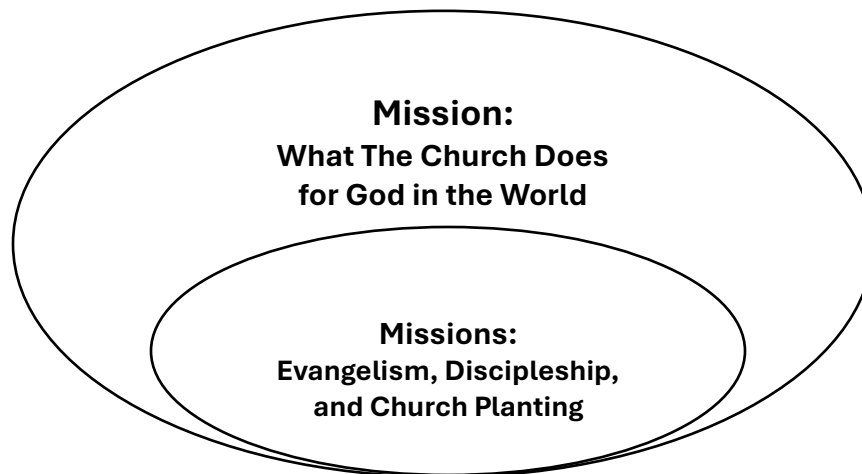 Mission:
What The Church Does
for God in the World
Missions:
Evangelism, Discipleship,
and Church Planting